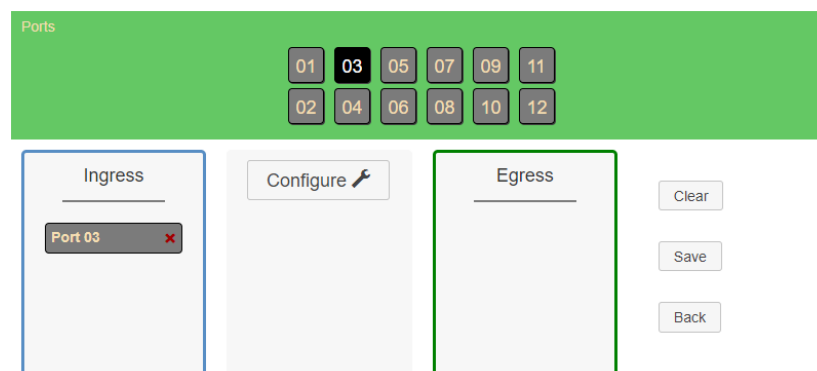 Ports
01 03 05 07 09 11
02 04 06 08 10 12
Ingress
Configure
Egress
Port 03
Clear
Save
Back